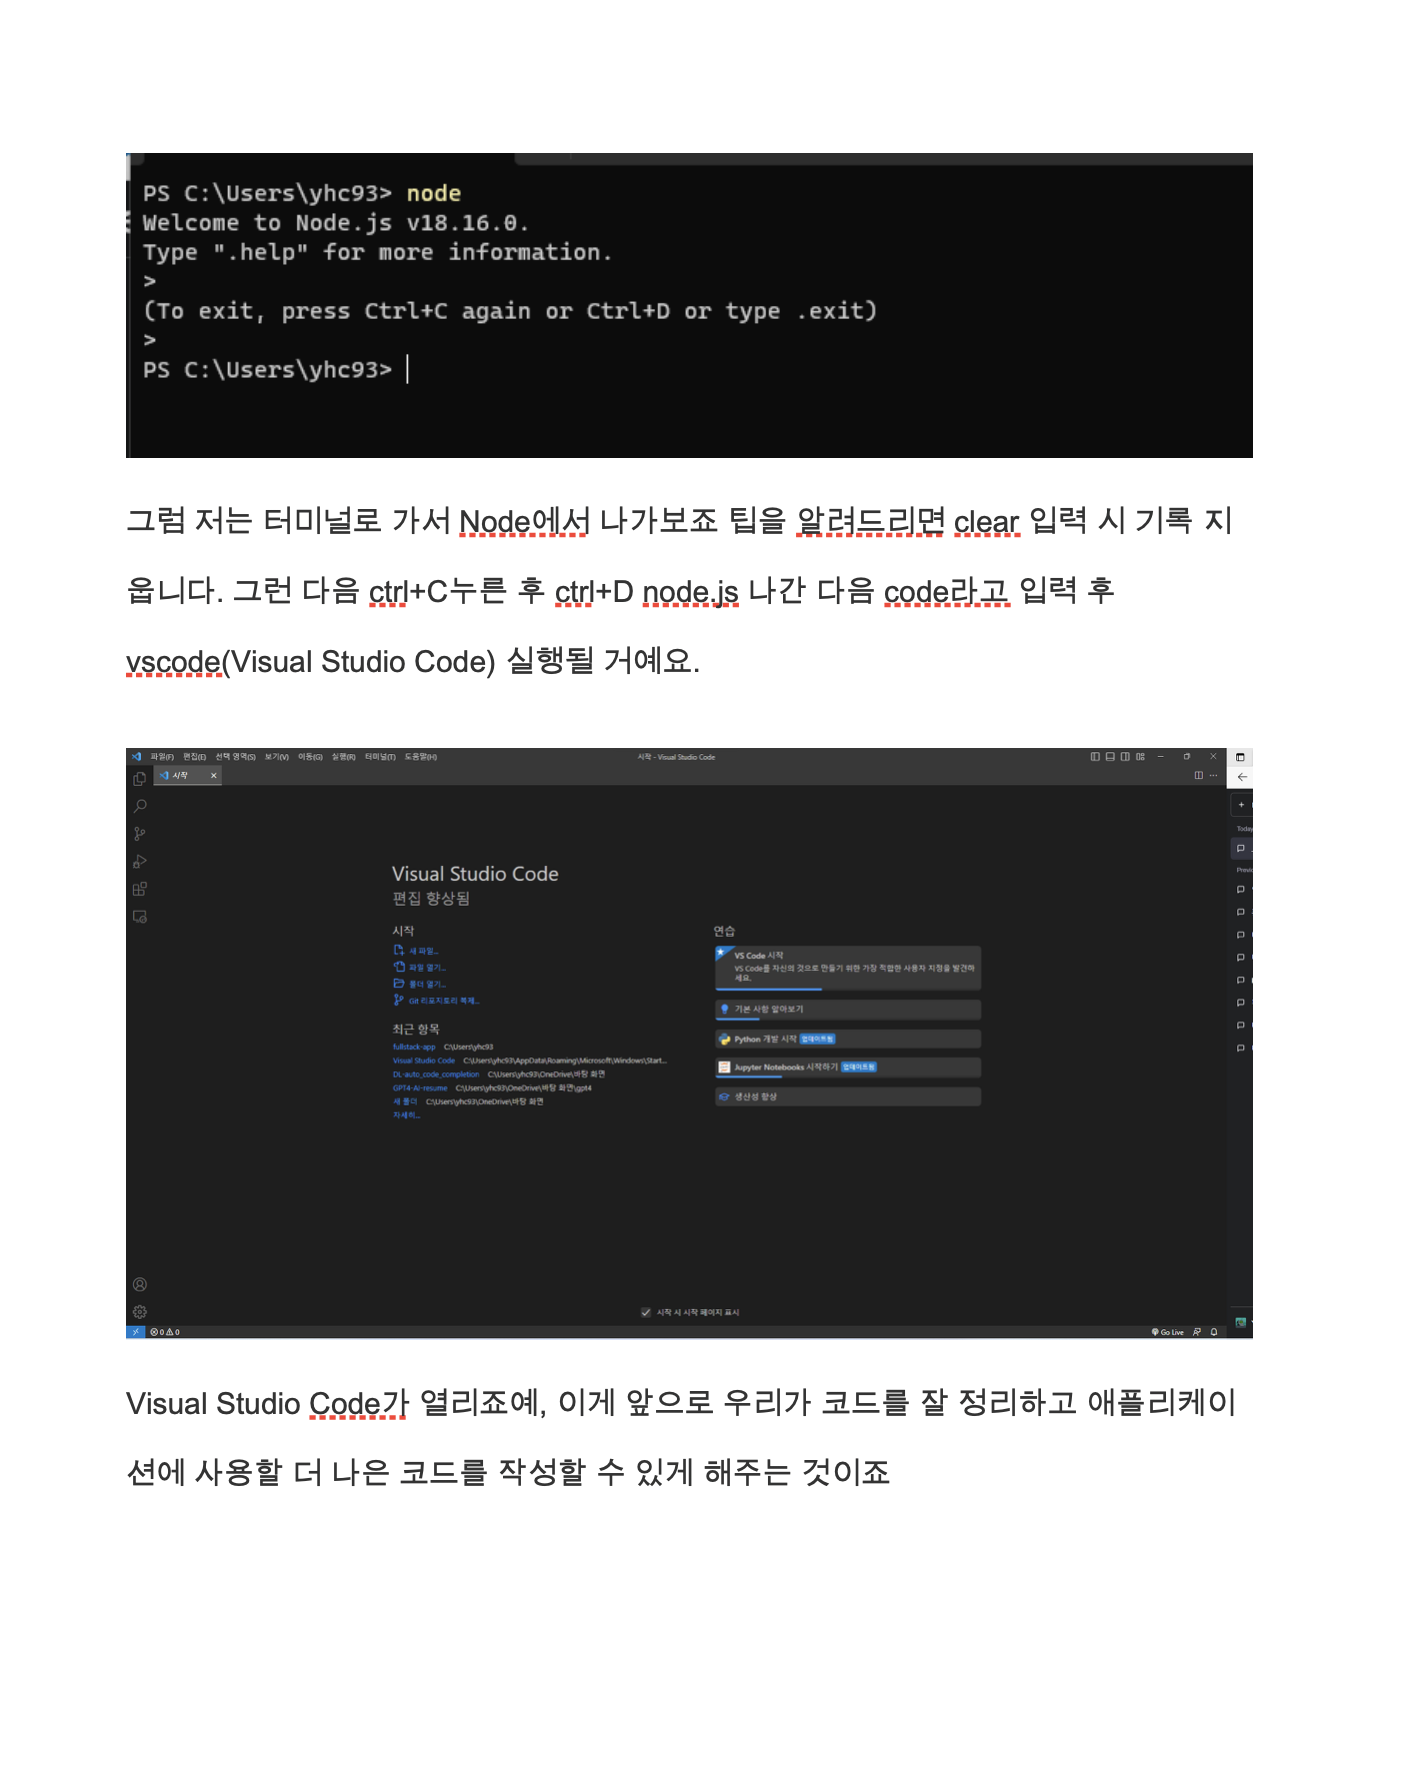 PS C:\Users\yhc93> node
Welcome to Node.js v18.16.0.
Type ".help" for more information.
>
(To exit, press Ctrl+C again or Ctrl+D or type .exit)
>
PS C:\Users\yhc93>
그럼 저는 터미널로 가서 Node에서 나가보죠 팁을 알려드리면 clear 입력 시 기록 지
웁니다. 그런 다음 ctrl+C누른 후 ctrl+D node.js 나간 다음 code라고 입력 후
vscode(Visual Studio Code) 실행될 거예요.
파일(F) 편집(E) 선택 영역(S) 보기(V) 이동(G) 실행(R) 터미널(T) 도움말(H)
시작 - Visual Studio Code
시작
Visual Studio Code
편집 향상됨
시작
새 파일...
파일 열기...
폴더 열기...
Git 리포지토리 복제...
최근 항목
fullstack-app C:\Users\yhc93
Visual Studio Code C:\Users\yhc93\AppData\Roaming\Microsoft\Windows\Start...
DL-auto_code_completion C:\Users\yhc93\OneDrive\바탕 화면
GPT4-AI-resume C:\Users\yhc93\OneDrive\바탕 화면\gpt4
새 폴더 C:\Users\yhc93\OneDrive\바탕 화면
자세히...
연습
VS Code 시작
VS Code를 자신의 것으로 만들기 위한 가장 적합한 사용자 지정을 발견하
세요.
기본 사항 알아보기
Python 개발 시작 업데이트됨
Jupyter Notebooks 시작하기 업데이트됨
생산성 향상
시작 시 시작 페이지 표시
0 0
Go Live
Today
Visual Studio Code가 열리죠예, 이게 앞으로 우리가 코드를 잘 정리하고 애플리케이
션에 사용할 더 나은 코드를 작성할 수 있게 해주는 것이죠